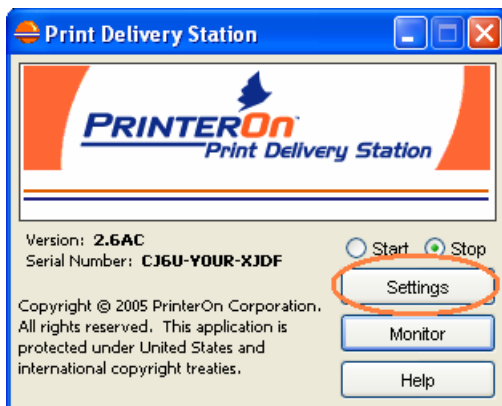 Print Delivery Station
PRINTERON
Print Delivery Station
Version: 2.6AC
Serial Number: CJ6U-YOUR-XJDF
Start Stop
Settings
Copyright © 2005 PrinterOn Corporation.
All rights reserved. This application is
protected under United States and
international copyright treaties.
Monitor
Help